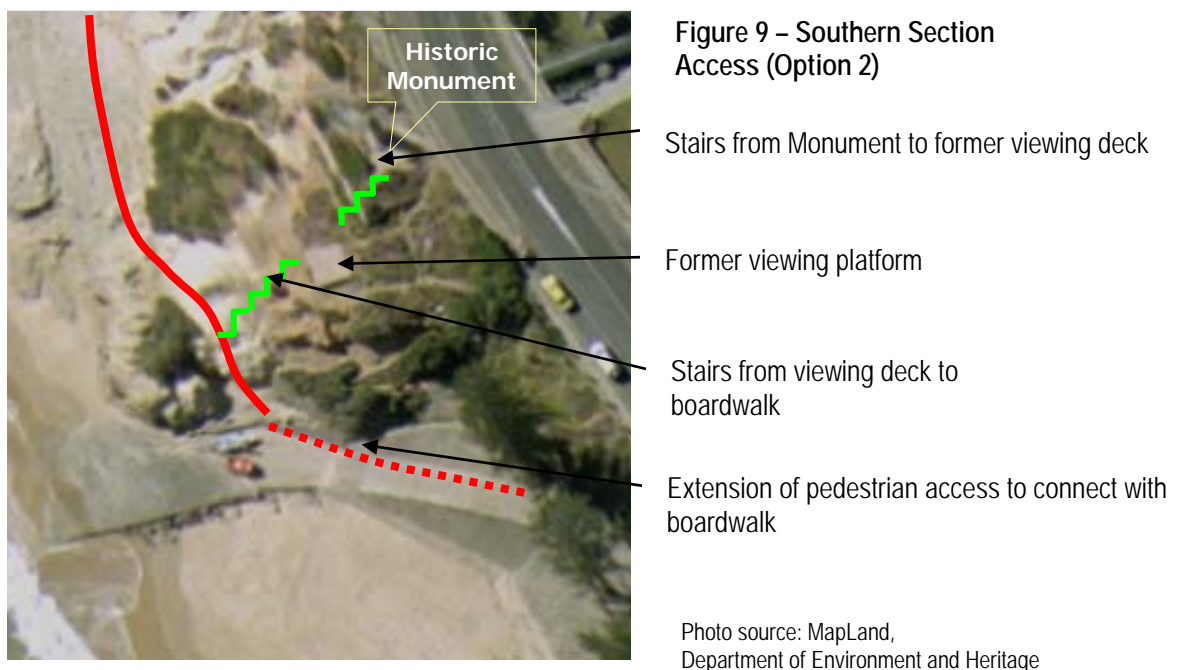 Historic
Monument
Figure 9 – Southern Section
Access (Option 2)
Stairs from Monument to former viewing deck
Former viewing platform
Stairs from viewing deck to
boardwalk
Extension of pedestrian access to connect with
boardwalk
Photo source: MapLand,
Department of Environment and Heritage